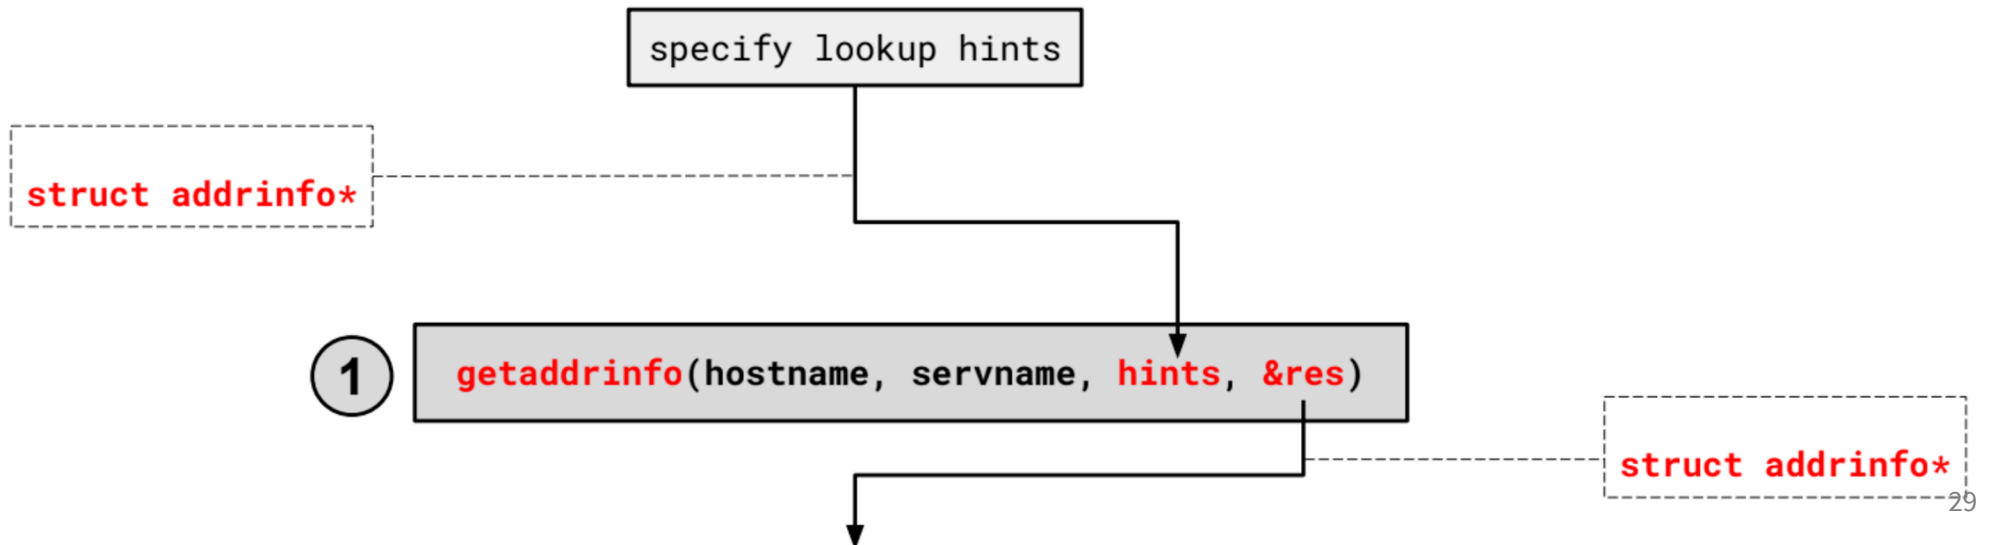 specify lookup hints
struct addrinfo*
1
getaddrinfo(hostname, servname, hints, &res)
struct addrinfo*
29